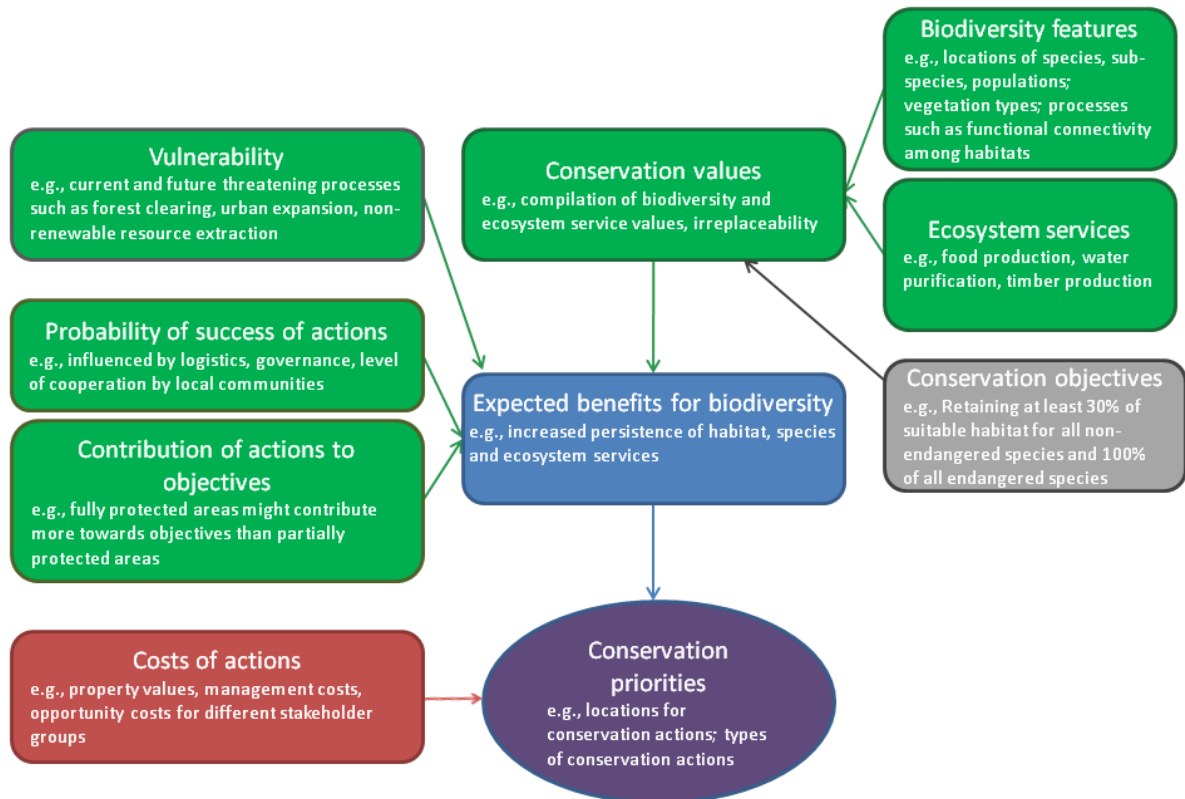 Biodiversity features
e.g., locations of species, sub-
species, populations;
vegetation types; processes
such as functional connectivity
among habitats
Vulnerability
e.g., current and future threatening processes
such as forest clearing, urban expansion, non-
renewable resource extraction
Conservation values
e.g., compilation of biodiversity and
ecosystem service values, irreplaceability
Ecosystem services
e.g., food production, water
purification, timber production
Probability of success of actions
e.g., influenced by logistics, governance, level
of cooperation by local communities
Expected benefits for biodiversity
e.g., increased persistence of habitat, species
and ecosystem services
Conservation objectives
e.g., Retaining at least 30% of
suitable habitat for all non-
endangered species and 100%
of all endangered species
Contribution of actions to
objectives
e.g., fully protected areas might contribute
more towards objectives than partially
protected areas
Costs of actions
e.g., property values, management costs,
opportunity costs for different stakeholder
groups
Conservation
priorities
e.g., locations for
conservation actions; types
of conservation actions